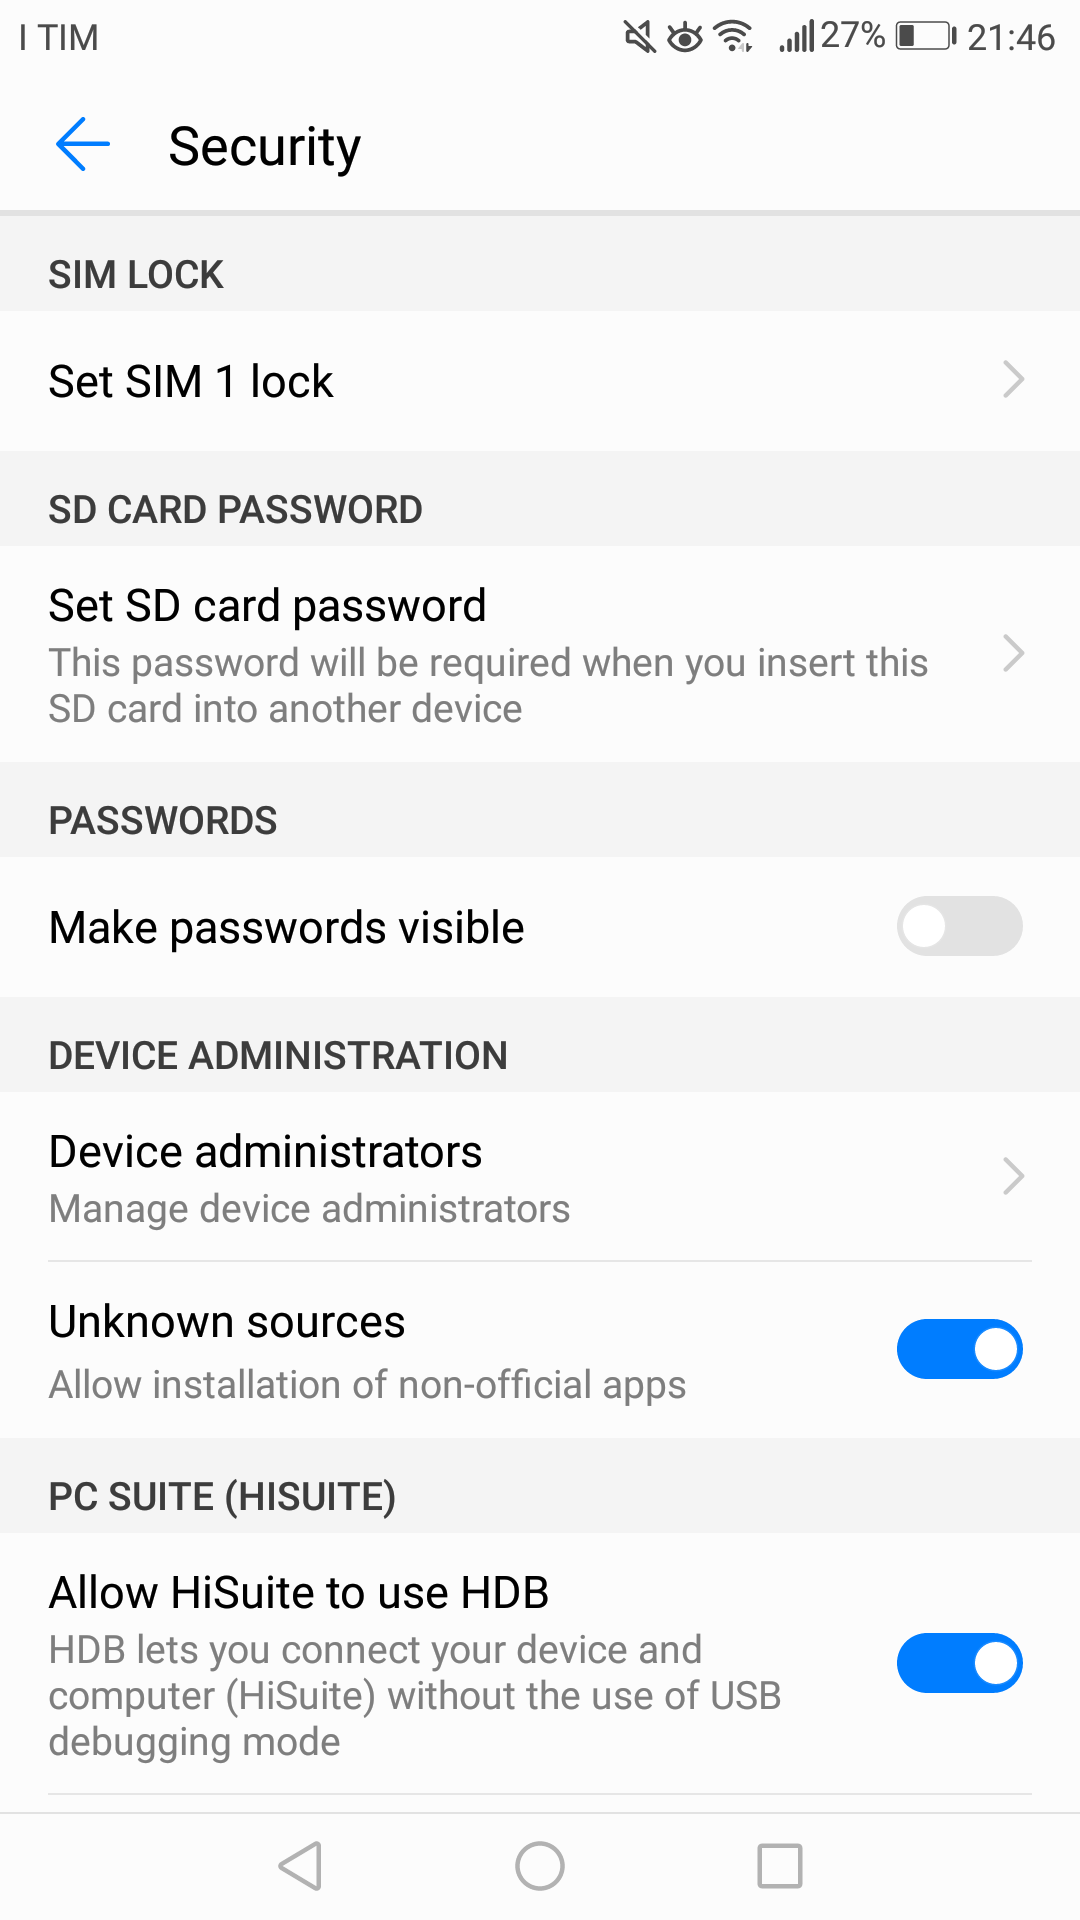 I TIM 27% 21:46
Security
SIM LOCK
Set SIM 1 lock
SD CARD PASSWORD
Set SD card password
This password will be required when you insert this
SD card into another device
PASSWORDS
Make passwords visible
DEVICE ADMINISTRATION
Device administrators
Manage device administrators
Unknown sources
Allow installation of non-official apps
PC SUITE (HISUITE)
Allow HiSuite to use HDB
HDB lets you connect your device and
computer (HiSuite) without the use of USB
debugging mode